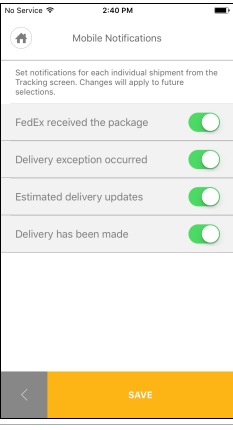 No Service 2:40 PM
Mobile Notifications
Set notifications for each individual shipment from the
Tracking screen. Changes will apply to future
selections.
FedEx received the package
Delivery exception occurred
Estimated delivery updates
Delivery has been made
SAVE